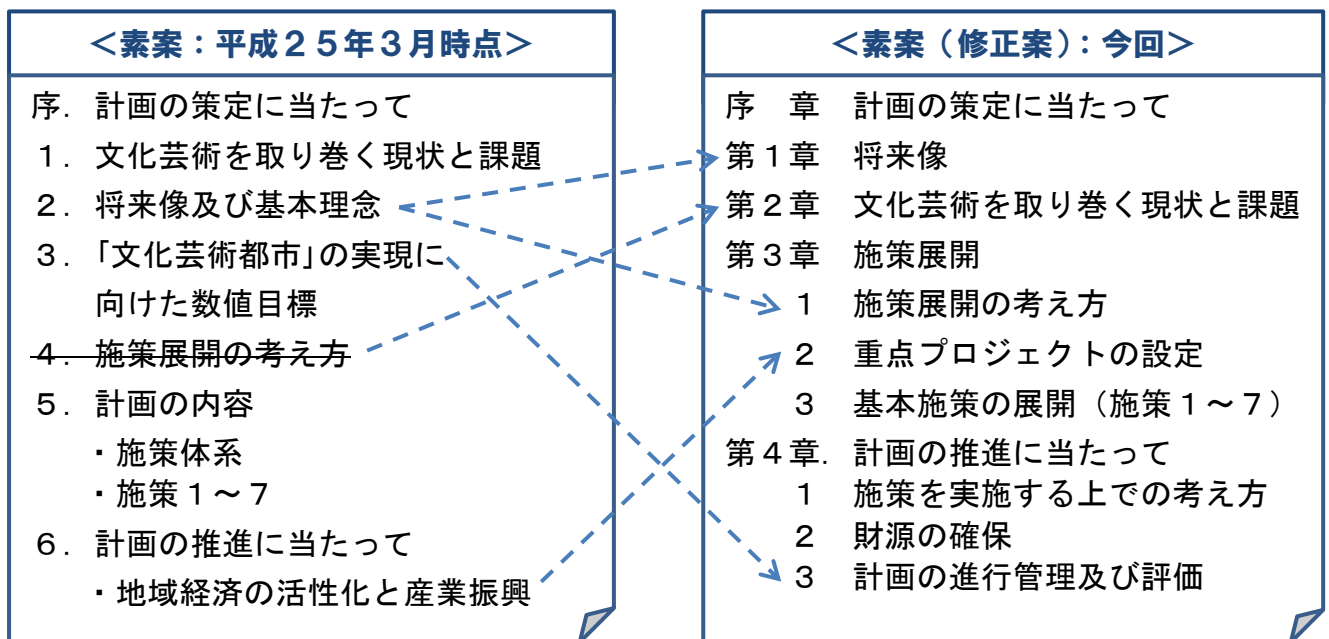 ＜素案：平成２５年３月時点＞
序．計画の策定に当たって
１．文化芸術を取り巻く現状と課題
２．将来像及び基本理念
３．「文化芸術都市」の実現に
向けた数値目標
４．施策展開の考え方
５．計画の内容
・施策体系
・施策１～７
６．計画の推進に当たって
・地域経済の活性化と産業振興
＜素案（修正案）：今回＞
序　章　計画の策定に当たって
第１章　将来像
第２章　文化芸術を取り巻く現状と課題
第３章　施策展開
１　施策展開の考え方
２　重点プロジェクトの設定
３　基本施策の展開（施策１～７）
第４章．計画の推進に当たって
１　施策を実施する上での考え方
２　財源の確保
３　計画の進行管理及び評価